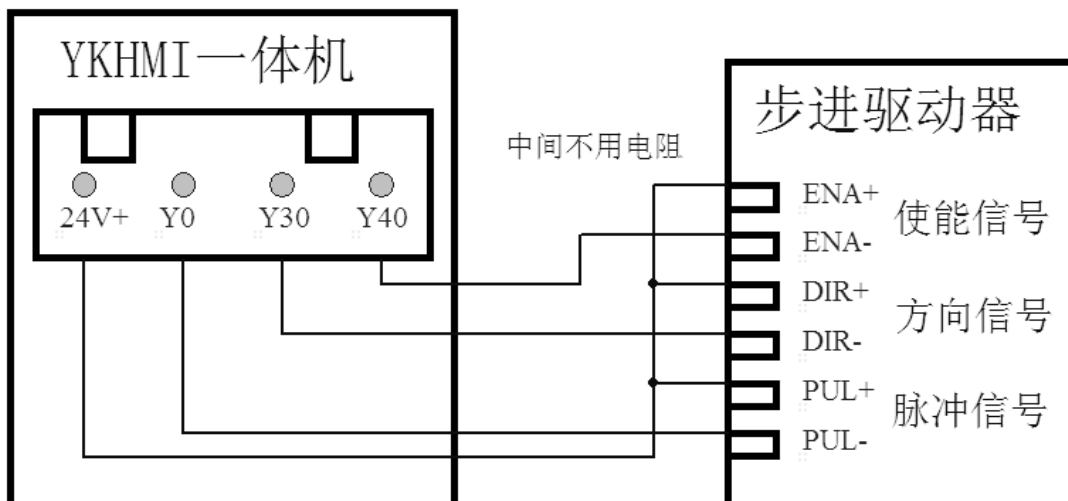 YKHMI一体机
24V+
Y0
Y30
Y40
中间不用电阻
步进驱动器
ENA+
ENA-
使能信号
DIR+
DIR-
方向信号
PUL+
PUL-
脉冲信号